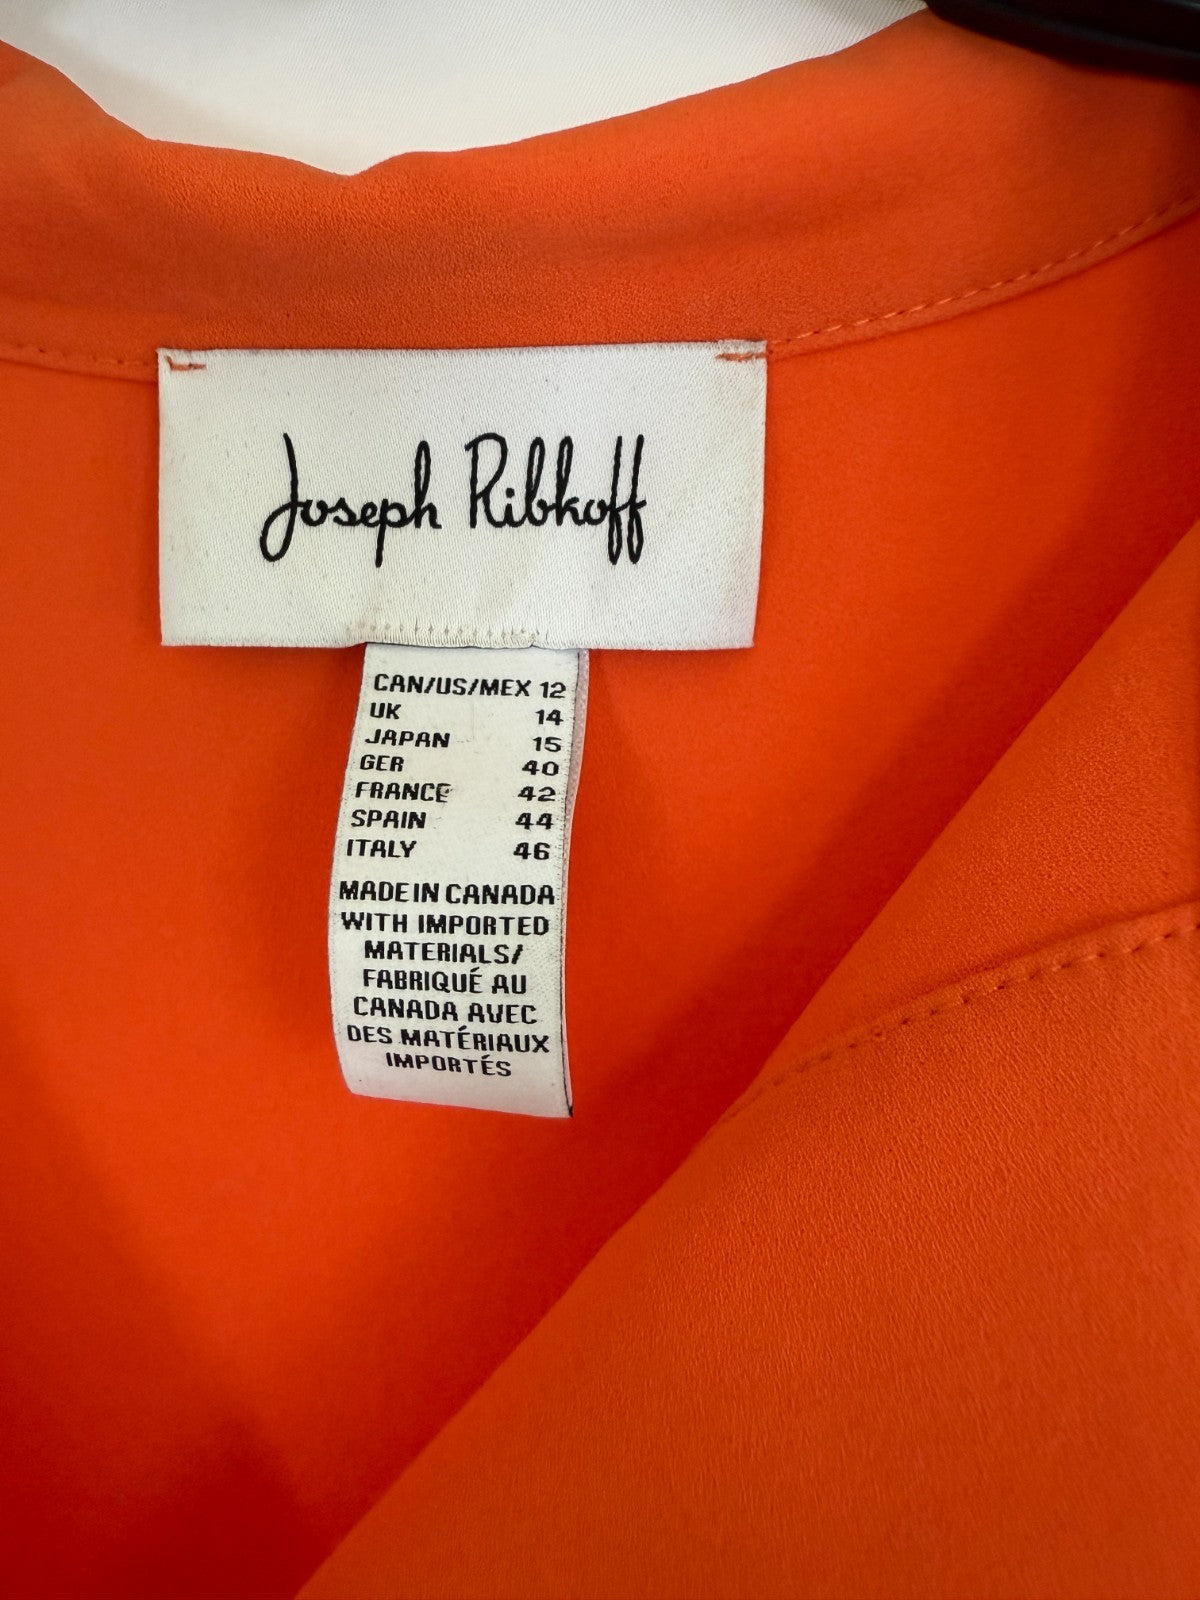 Joseph Ribkoff
CAN/US/MEX 12
UK 14
JAPAN 15
GER 40
FRANCE 42
SPAIN 44
ITALY 46
MADE IN CANADA
WITH IMPORTED
MATERIALS/
FABRIQUÉ AU
CANADA AVEC
DES MATÉRIAUX
IMPORTÉS